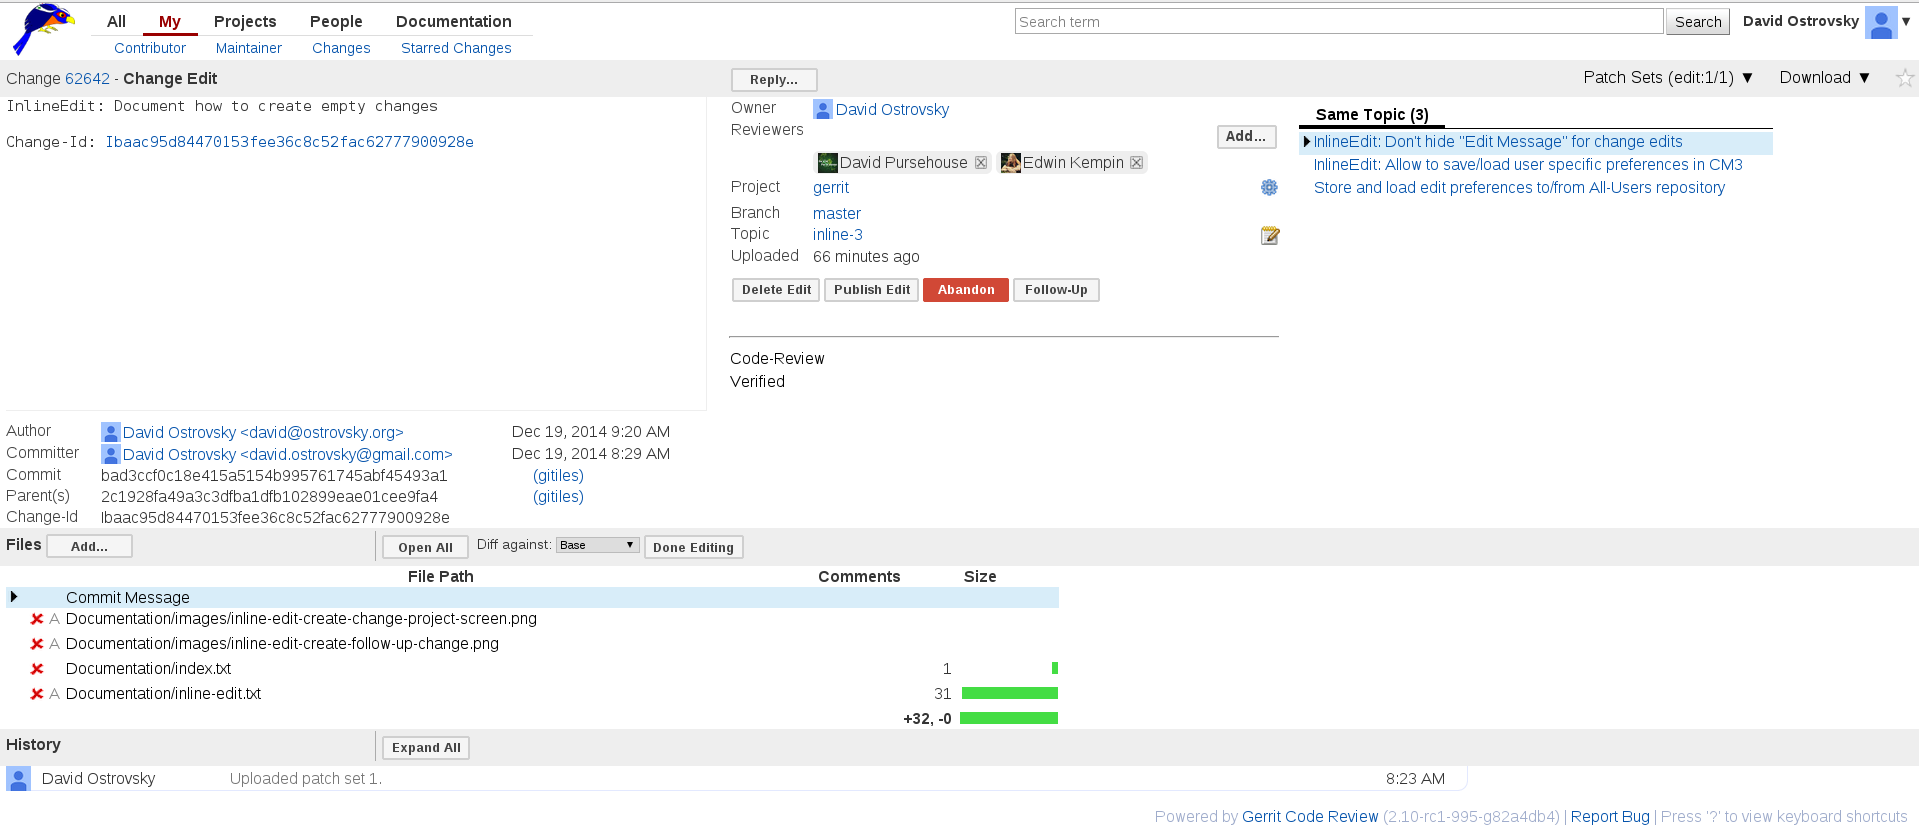 All My Projects People Documentation
Contributor Maintainer Changes Starred Changes
Search term Search David Ostrovsky ▼
Change 62642 - Change Edit
Reply...
Patch Sets (edit:1/1) ▼ Download ▼
InlineEdit: Document how to create empty changes
Change-Id: Ibaac95d84470153fee36c8c52fac62777900928e
Owner David Ostrovsky
Reviewers Add...
David Pursehouse Edwin Kempin
Project gerrit
Branch master
Topic inline-3
Uploaded 66 minutes ago
Delete Edit Publish Edit Abandon Follow-Up
Code-Review
Verified
Same Topic (3)
InlineEdit: Don't hide "Edit Message" for change edits
InlineEdit: Allow to save/load user specific preferences in CM3
Store and load edit preferences to/from All-Users repository
Author David Ostrovsky <david@ostrovsky.org> Dec 19, 2014 9:20 AM
Committer David Ostrovsky <david.ostrovsky@gmail.com> Dec 19, 2014 8:29 AM
Commit bad3ccf0c18e415a5154b995761745abf45493a1 (gitiles)
Parent(s) 2c1928fa49a3c3dfba1dfb102899eae01cee9fa4 (gitiles)
Change-Id Ibaac95d84470153fee36c8c52fac62777900928e
Files Add... Open All Diff against: Base ▼ Done Editing
File Path Comments Size
Commit Message
A Documentation/images/inline-edit-create-change-project-screen.png
A Documentation/images/inline-edit-create-follow-up-change.png
Documentation/index.txt 1
A Documentation/inline-edit.txt 31
+32, -0
History Expand All
David Ostrovsky Uploaded patch set 1. 8:23 AM
Powered by Gerrit Code Review (2.10-rc1-995-g82a4db4) | Report Bug | Press '?' to view keyboard shortcuts